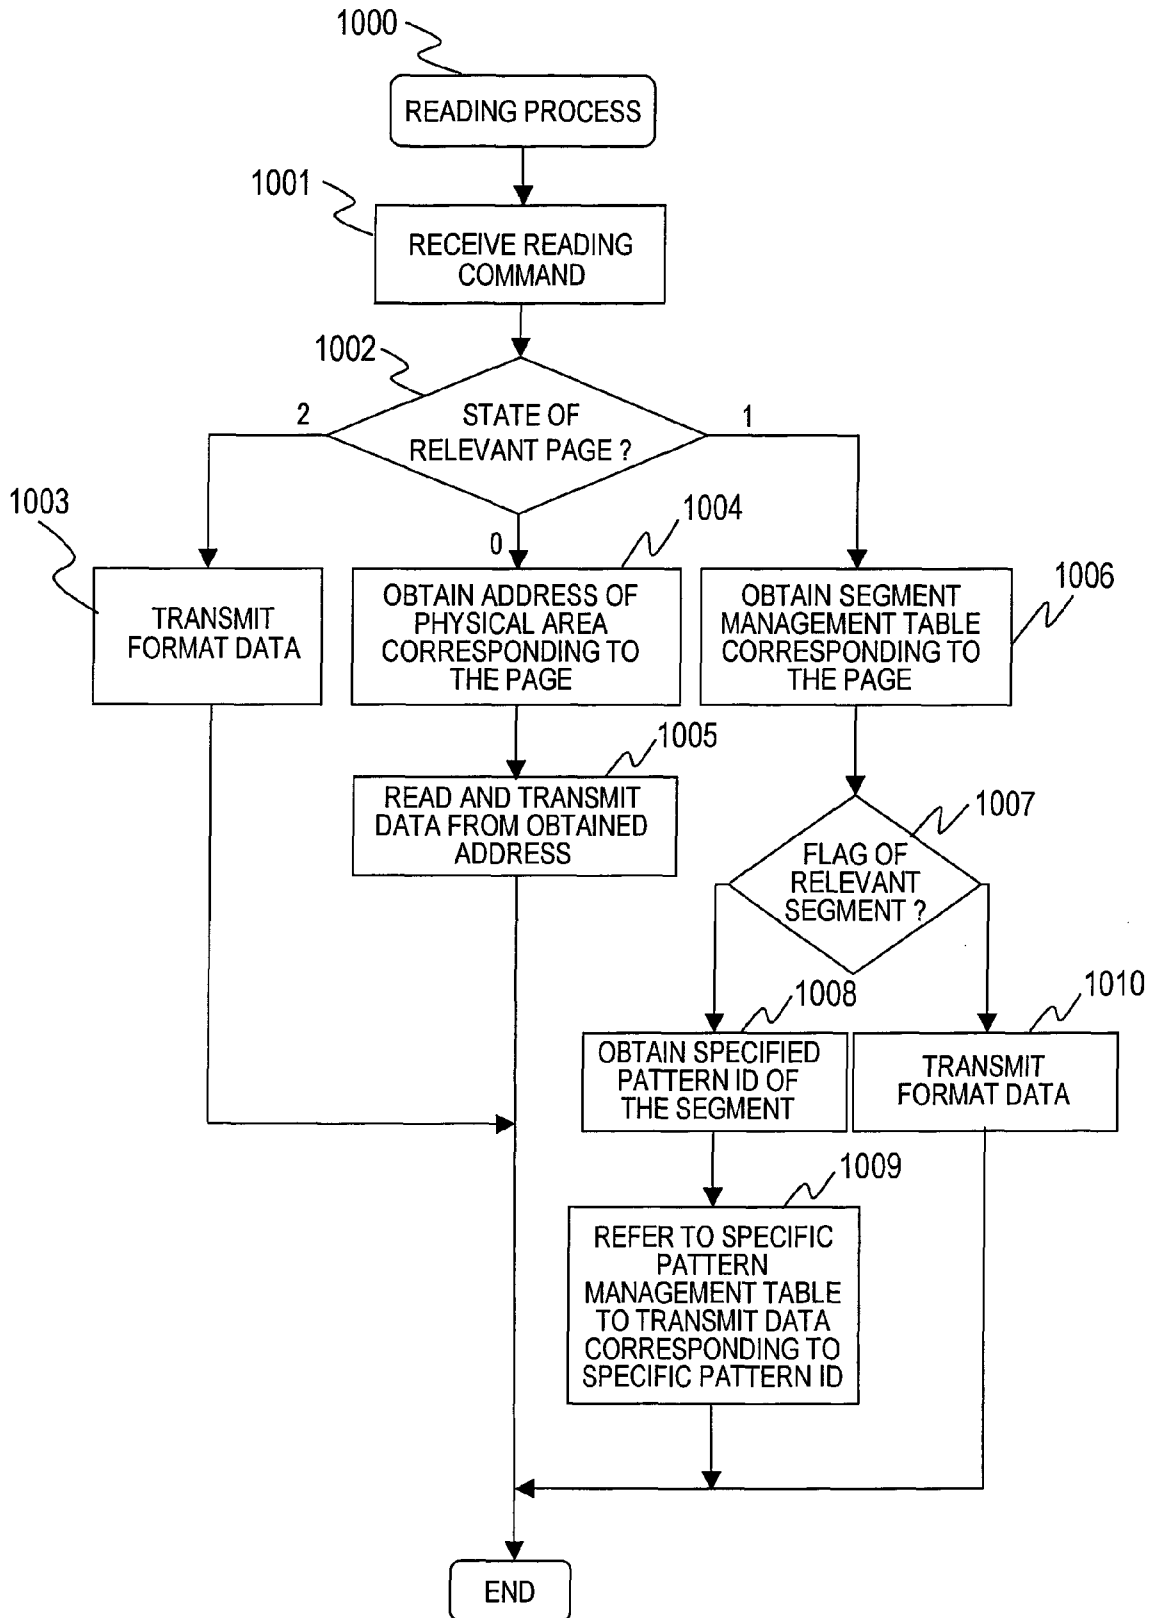 1000
READING PROCESS
1001
RECEIVE READING
COMMAND
1002
STATE OF
RELEVANT PAGE ?
2
1
0
1003
TRANSMIT
FORMAT DATA
1004
OBTAIN ADDRESS OF
PHYSICAL AREA
CORRESPONDING TO
THE PAGE
1006
OBTAIN SEGMENT
MANAGEMENT TABLE
CORRESPONDING TO
THE PAGE
1005
READ AND TRANSMIT
DATA FROM OBTAINED
ADDRESS
1007
FLAG OF
RELEVANT
SEGMENT ?
1008
OBTAIN SPECIFIED
PATTERN ID OF
THE SEGMENT
1010
TRANSMIT
FORMAT DATA
1009
REFER TO SPECIFIC
PATTERN
MANAGEMENT TABLE
TO TRANSMIT DATA
CORRESPONDING TO
SPECIFIC PATTERN ID
END